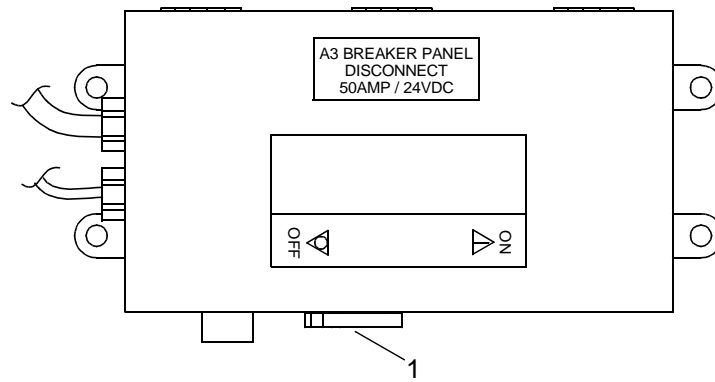 A3 BREAKER PANEL
DISCONNECT
50AMP / 24VDC
OFF
ON
1